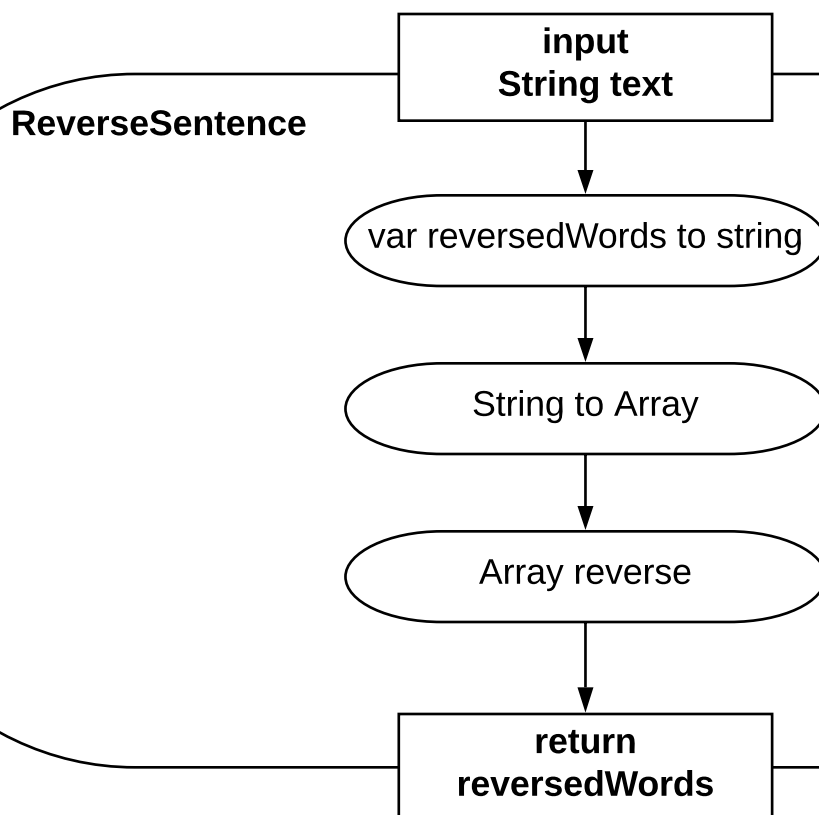 input
String text
ReverseSentence
var reversedWords to string
String to Array
Array reverse
return
reversedWords